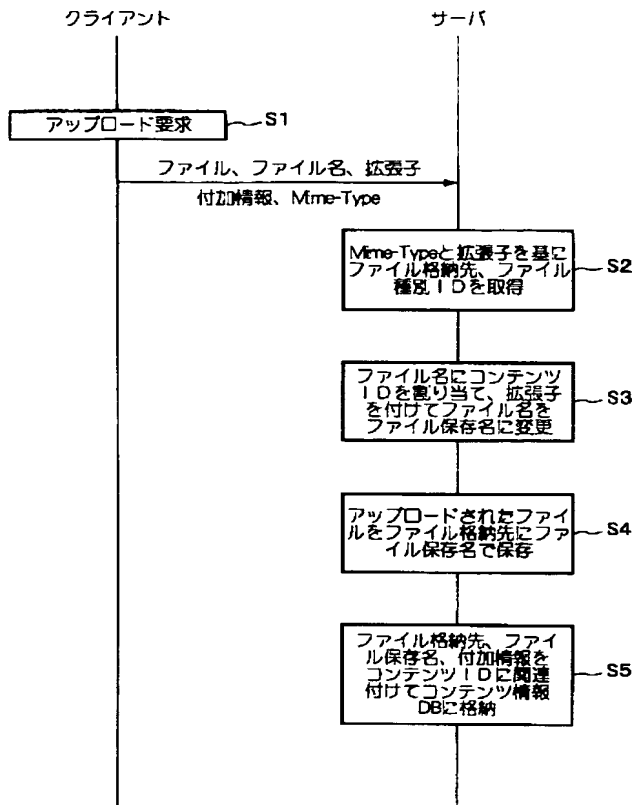 クライアント
サーバ
アップロード要求
S1
ファイル、ファイル名、拡張子
付加情報、Mime-Type
Mime-Typeと拡張子を基に
ファイル格納先、ファイル
種別IDを取得
S2
ファイル名にコンテンツ
IDを割り当て、拡張子
を付けてファイル名を
ファイル保存名に変更
S3
アップロードされたファイ
ルをファイル格納先にファ
イル保存名で保存
S4
ファイル格納先、ファイ
ル保存名、付加情報を
コンテンツIDに関連
付けてコンテンツ情報
DBに格納
S5